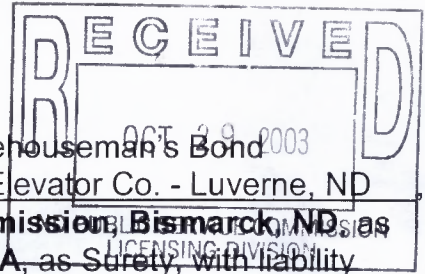 RECEIVED
OCT 29 2003
ehouseman's Bond
Elevator Co. - Luverne, ND ,
mission, Bismarck, ND, as
LICENSING DIVISION
A, as Surety, with liability